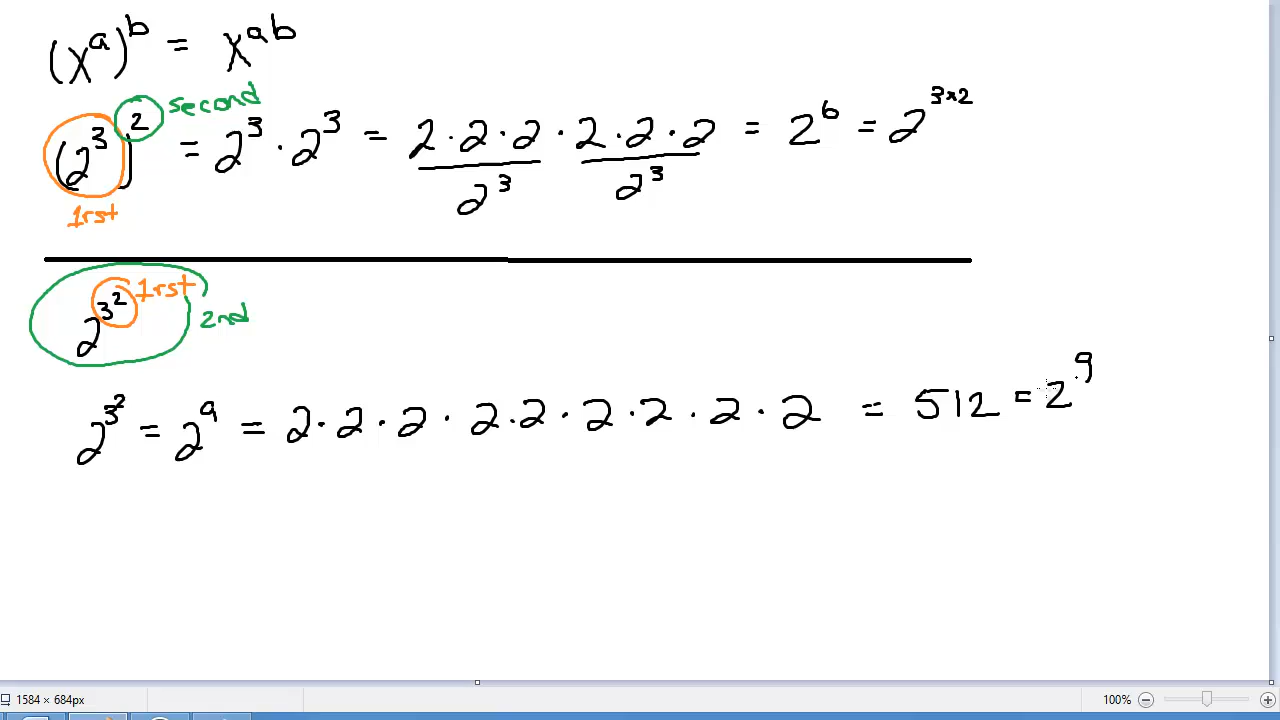 (x^a)^b = x^ab
(2^3)^2 second = 2^3 · 2^3 = 2 · 2 · 2 · 2 · 2 · 2 = 2^6 = 2^3×2
2^3 2^3
1rst
2^3^2 1rst
2nd
2^3^2 = 2^9 = 2 · 2 · 2 · 2 · 2 · 2 · 2 · 2 · 2 = 512 = 2^9
1584 × 684px 100%